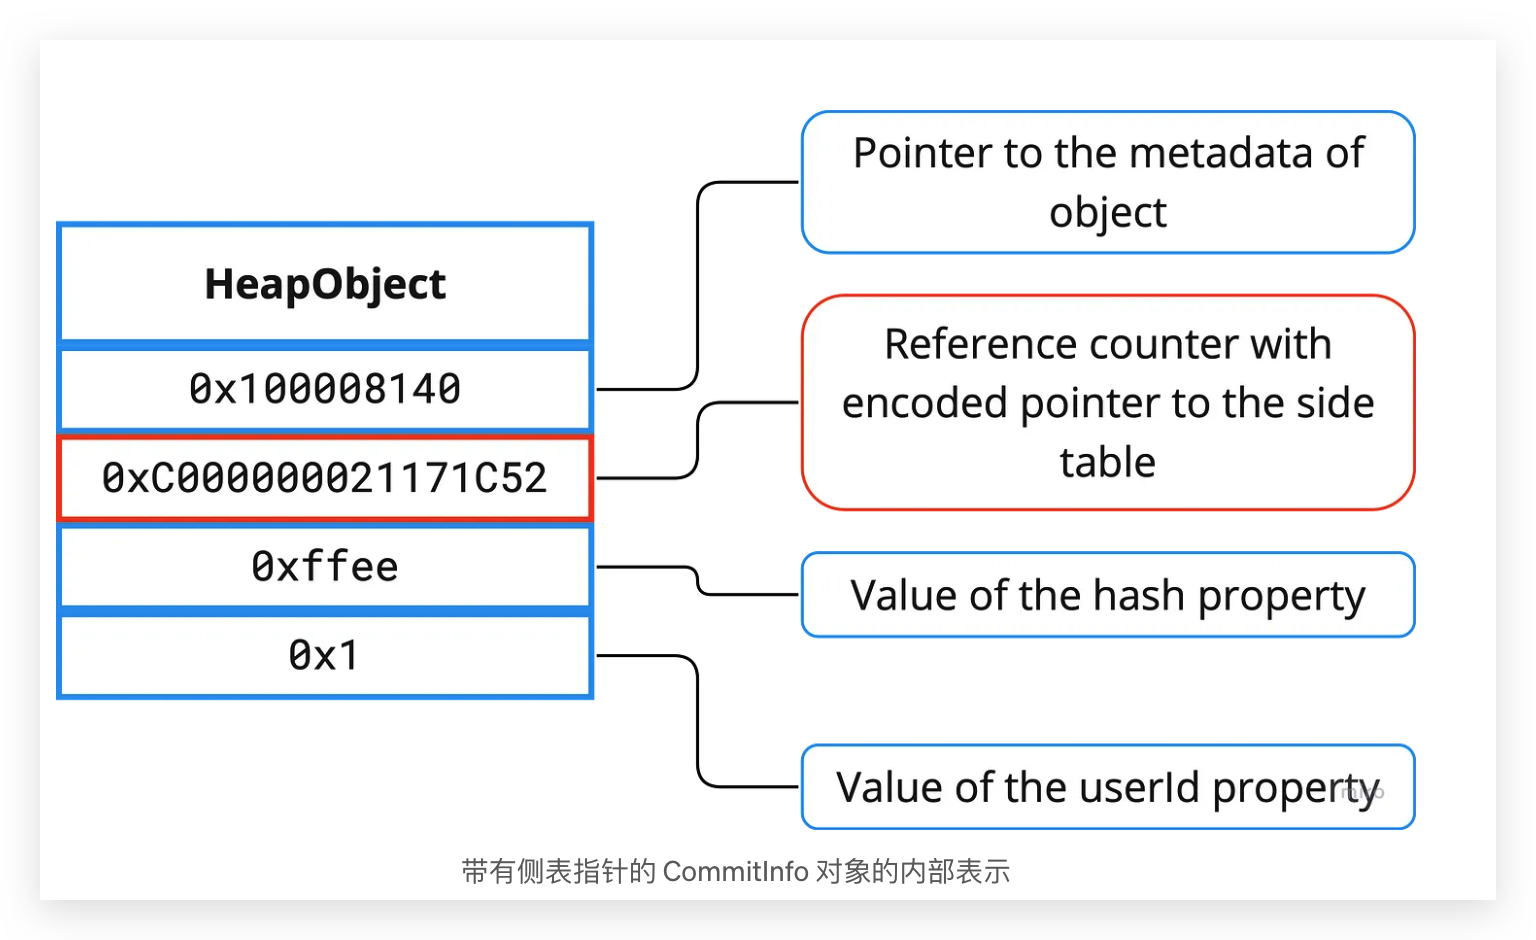 Pointer to the metadata of
object
HeapObject
0x100008140
Reference counter with
encoded pointer to the side
table
0xC000000021171C52
0xffee
Value of the hash property
0x1
Value of the userId property
miro
带有侧表指针的 CommitInfo 对象的内部表示